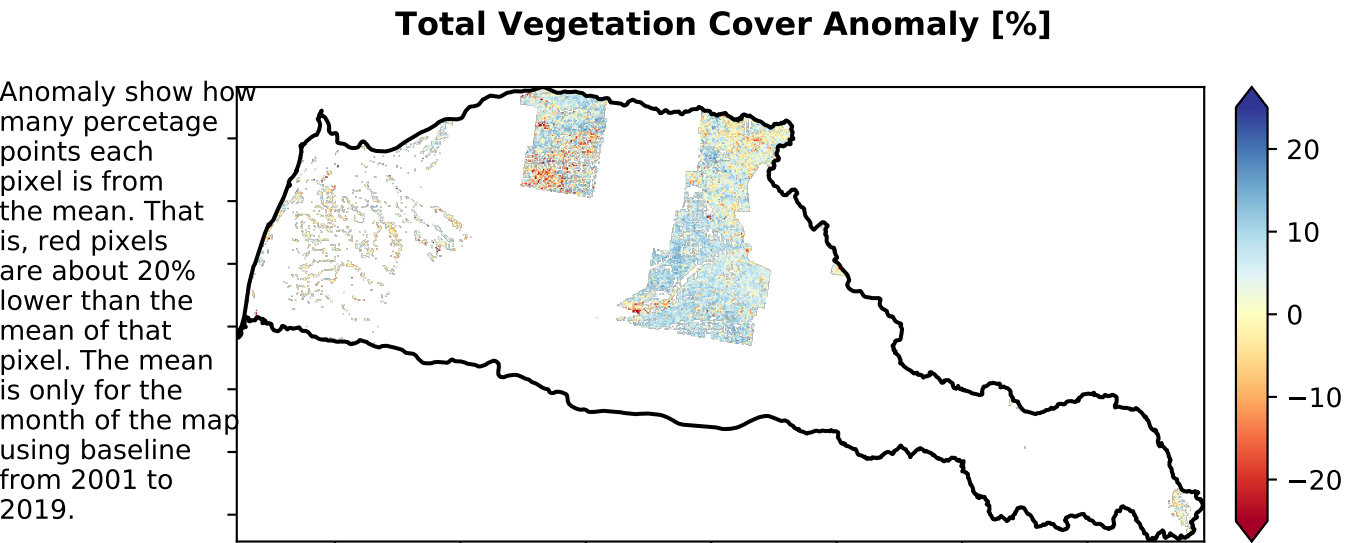 Total Vegetation Cover Anomaly [%]
Anomaly show how
many percetage
points each
pixel is from
the mean. That
is, red pixels
are about 20%
lower than the
mean of that
pixel. The mean
is only for the
month of the map
using baseline
from 2001 to
2019.
20
10
0
−10
−20